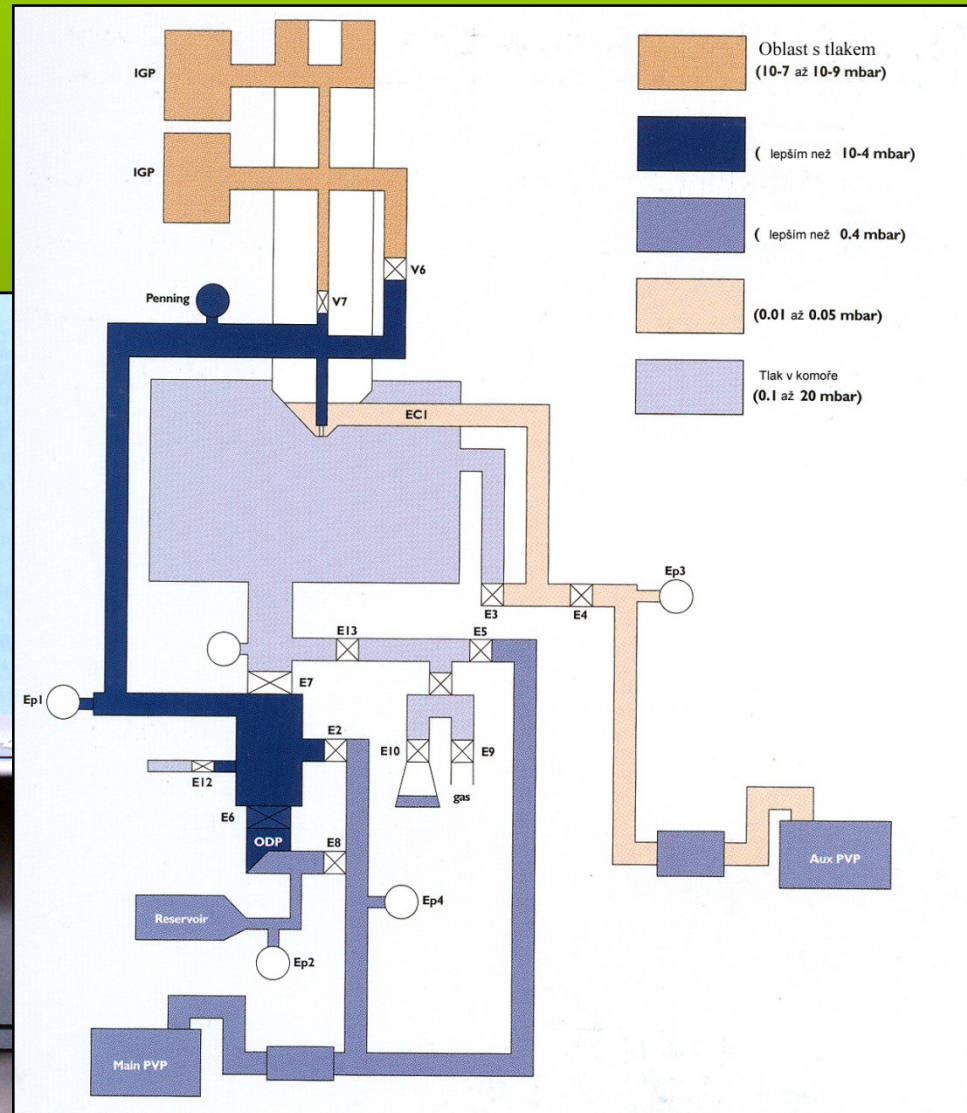 Oblast s tlakem
(10-7 až 10-9 mbar)
( lepším než 10-4 mbar)
( lepším než 0.4 mbar)
(0.01 až 0.05 mbar)
Tlak v komoře
(0.1 až 20 mbar)
IGP
IGP
V6
V7
Penning
EC1
Ep3
E3
E4
E13
E5
E7
Ep1
E2
E10
E9
gas
E12
E6
ODP
E8
Aux PVP
Reservoir
Ep4
Ep2
Main PVP